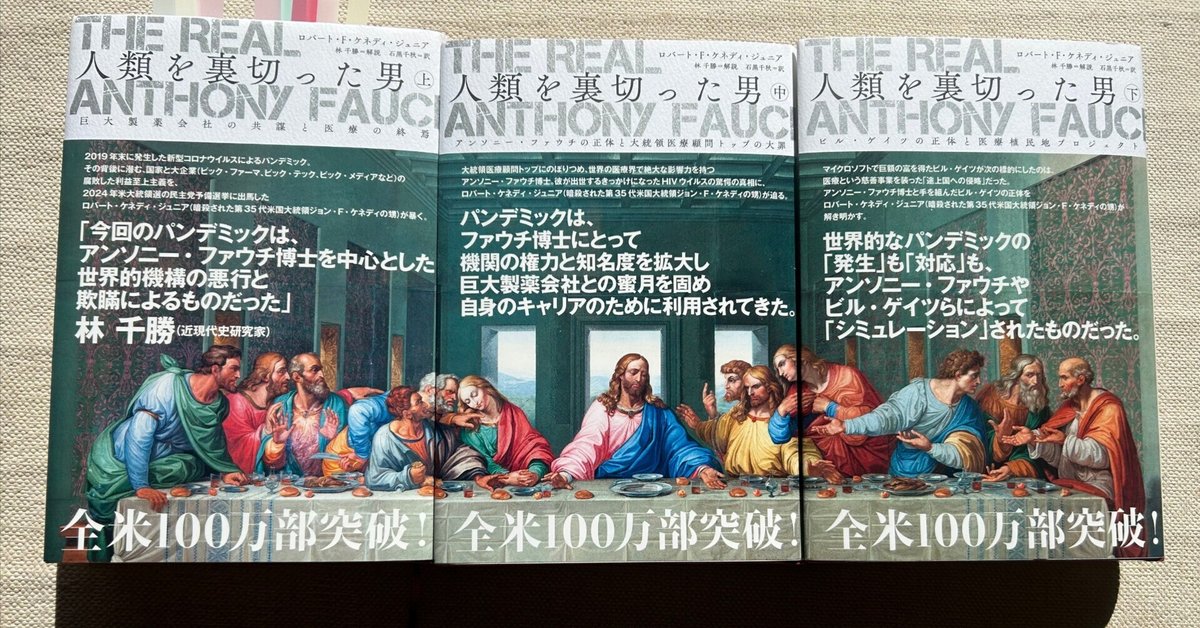 THE REAL
ロバート・F・ケネディ・ジュニア
林 千勝=解説 石黒千秋=訳
人類を裏切った男 上
ANTHONY FAUC
巨大製薬会社の共謀と医療の終焉
2019年末に発生した新型コロナウイルスによるパンデミック。
その背後に潜む、国家と大企業(ビック・ファーマ、ビック・テック、ビック・メディアなど)の
腐敗した利益至上主義を、
2024年米大統領選の民主党予備選挙に出馬した
ロバート・ケネディ・ジュニア(暗殺された第35代米国大統領ジョン・F・ケネディの甥)が暴く。
「今回のパンデミックは、
アンソニー・ファウチ博士を中心とした
世界的機構の悪行と
欺瞞によるものだった」
林 千勝(近現代史研究家)
全米100万部突破!
THE REAL
ロバート・F・ケネディ・ジュニア
林 千勝=解説 石黒千秋=訳
人類を裏切った男 中
ANTHONY FAUC
アンソニー・ファウチの正体と大統領医療顧問トップの大罪
大統領医療顧問トップにのぼりつめ、世界の医療界で絶大な影響力を持つ
アンソニー・ファウチ博士。彼が出世するきっかけになったHIVウイルスの驚愕の真相に、
ロバート・ケネディ・ジュニア(暗殺された第35代米国大統領ジョン・F・ケネディの甥)が迫る。
パンデミックは、
ファウチ博士にとって
機関の権力と知名度を拡大し
巨大製薬会社との蜜月を固め
自身のキャリアのために利用されてきた。
全米100万部突破!
THE REAL
ロバート・F・ケネディ・ジュニア
林 千勝=解説 石黒千秋=訳
人類を裏切った男 下
ANTHONY FAUC
ビル・ゲイツの正体と医療植民地プロジェクト
マイクロソフトで巨額の富を得たビル・ゲイツが次の標的にしたのは、
医療という慈善事業を装った「途上国への侵略」だった。
アンソニー・ファウチ博士と手を組んだビル・ゲイツの正体を
ロバート・ケネディ・ジュニア(暗殺された第35代米国大統領ジョン・F・ケネディの甥)が
解き明かす。
世界的なパンデミックの
「発生」も「対応」も、
アンソニー・ファウチや
ビル・ゲイツらによって
「シミュレーション」されたものだった。
全米100万部突破!